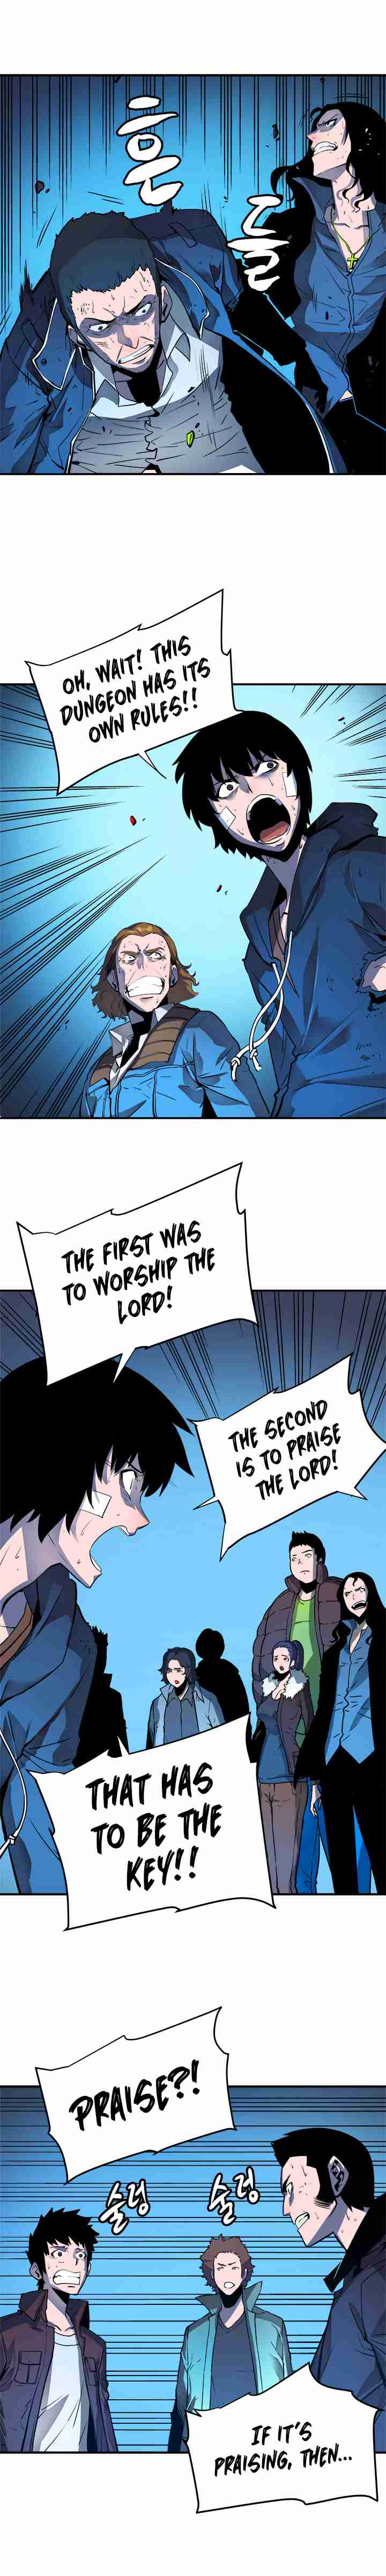 흔
들
OH, WAIT! THIS
DUNGEON HAS ITS
OWN RULES!!
THE FIRST WAS
TO WORSHIP THE
LORD!
THE SECOND
IS TO PRAISE
THE LORD!
THAT HAS
TO BE THE
KEY!!
PRAISE?!
술렁
술렁
IF IT'S
PRAISING, THEN...